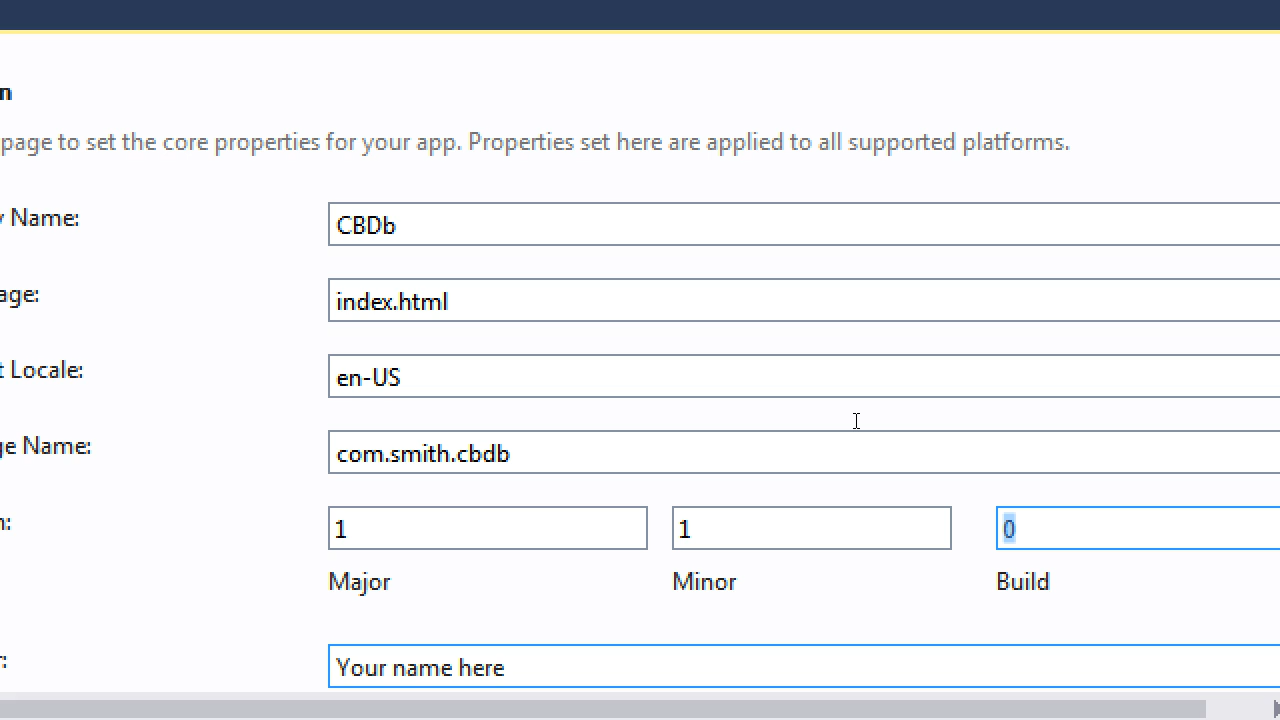 n
page to set the core properties for your app. Properties set here are applied to all supported platforms.
y Name:
CBDb
age:
index.html
t Locale:
en-US
ge Name:
com.smith.cbdb
n:
1
1
0
Major
Minor
Build
r:
Your name here